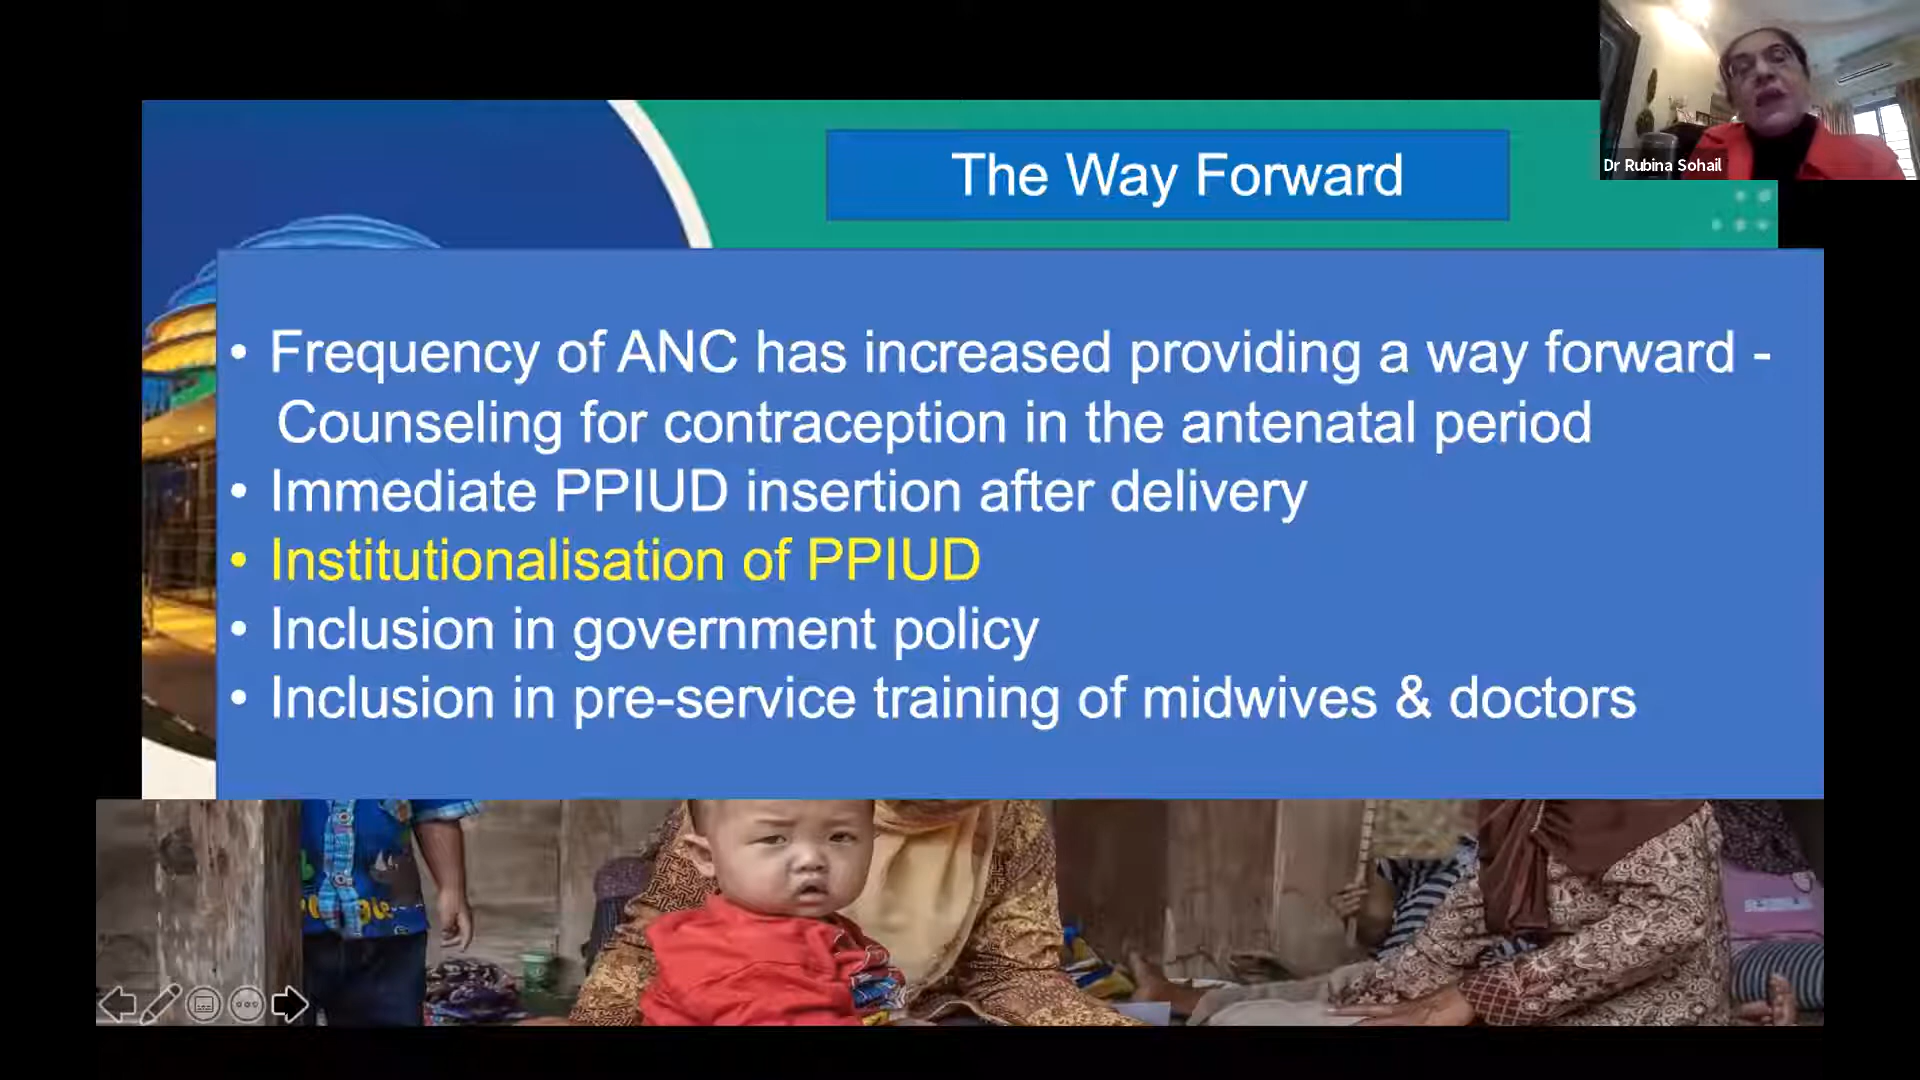 Dr Rubina Sohail
The Way Forward
• Frequency of ANC has increased providing a way forward -
Counseling for contraception in the antenatal period
• Immediate PPIUD insertion after delivery
• Institutionalisation of PPIUD
• Inclusion in government policy
• Inclusion in pre-service training of midwives & doctors